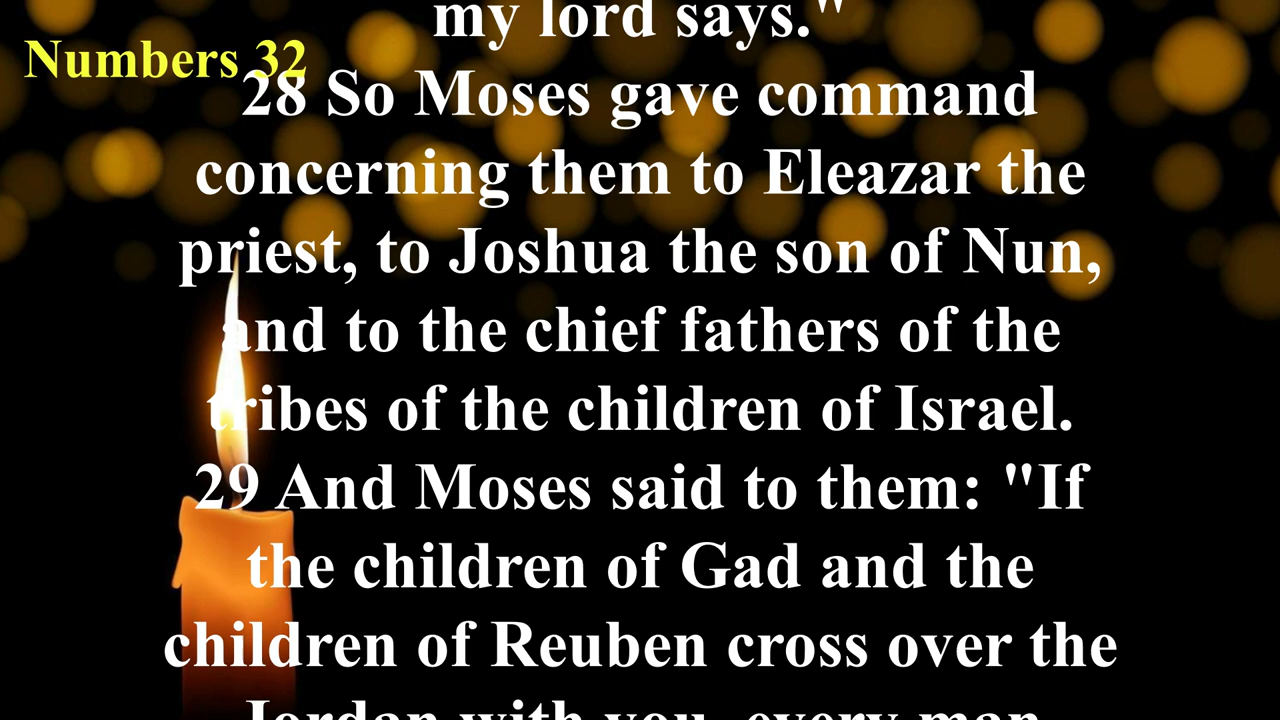 my lord says."
Numbers 32
28 So Moses gave command
concerning them to Eleazar the
priest, to Joshua the son of Nun,
and to the chief fathers of the
tribes of the children of Israel.
29 And Moses said to them: "If
the children of Gad and the
children of Reuben cross over the
Jordan with you, every man